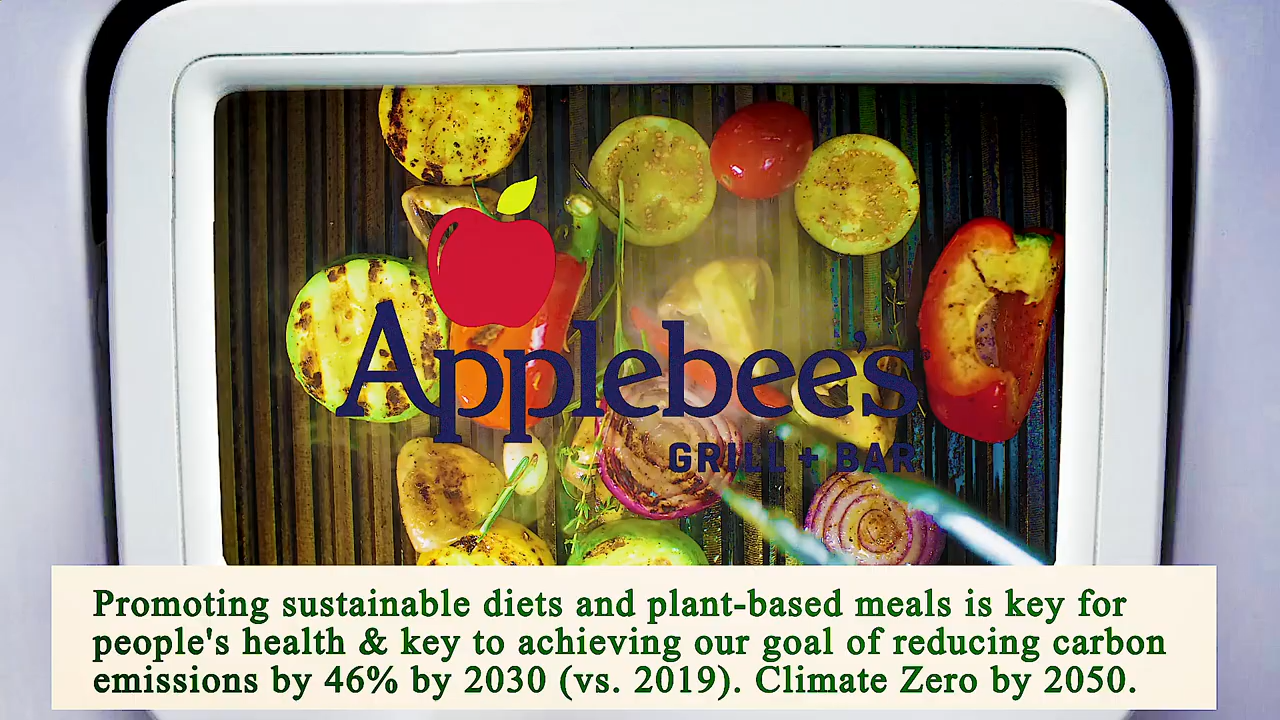 Applebee's
GRILL + BAR
Promoting sustainable diets and plant-based meals is key for
people's health & key to achieving our goal of reducing carbon
emissions by 46% by 2030 (vs. 2019). Climate Zero by 2050.